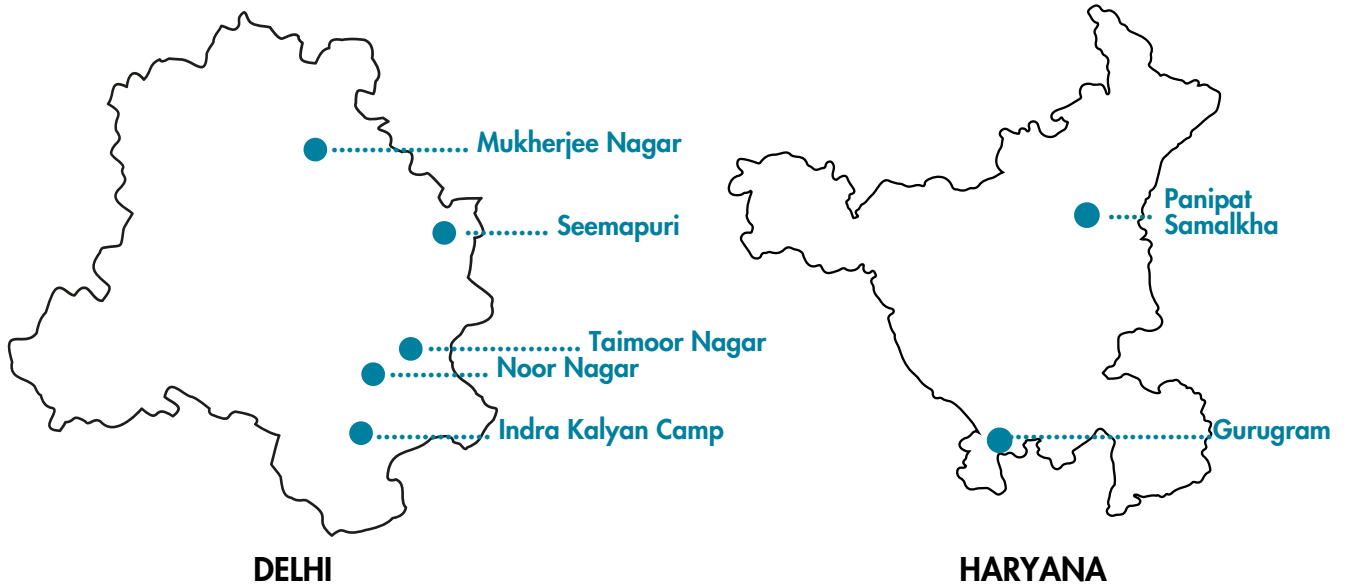 Mukherjee Nagar
Seemapuri
Taimoor Nagar
Noor Nagar
Indra Kalyan Camp
DELHI
Panipat
Samalkha
Gurugram
HARYANA